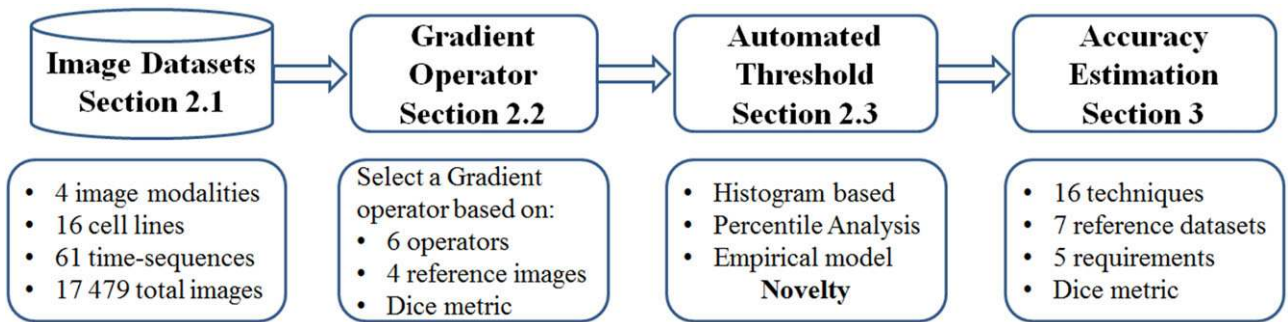 Image Datasets
Section 2.1
Gradient
Operator
Section 2.2
Automated
Threshold
Section 2.3
Accuracy
Estimation
Section 3
• 4 image modalities
• 16 cell lines
• 61 time-sequences
• 17 479 total images
Select a Gradient
operator based on:
• 6 operators
• 4 reference images
• Dice metric
• Histogram based
• Percentile Analysis
• Empirical model
Novelty
• 16 techniques
• 7 reference datasets
• 5 requirements
• Dice metric